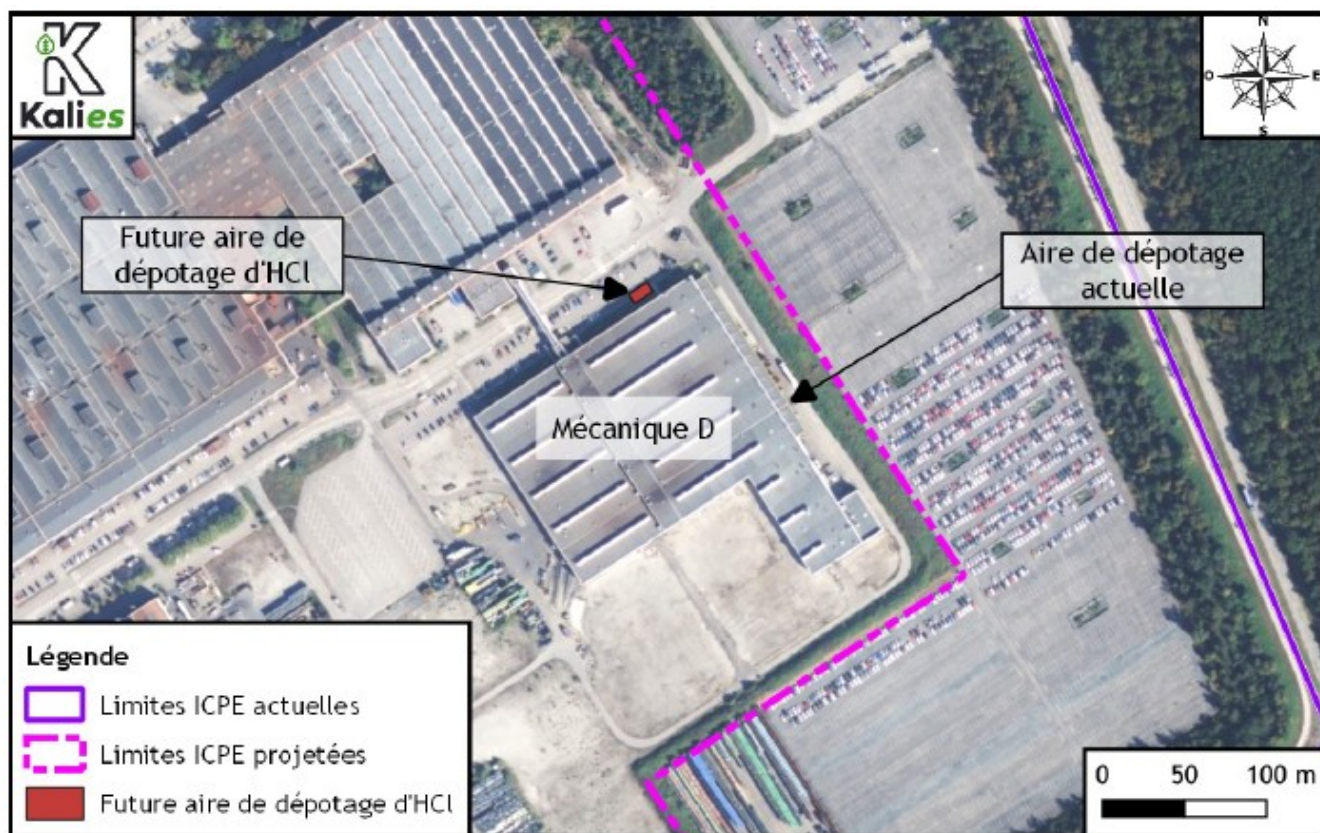 Kalies
N
O
E
S
Future aire de
dépotage d'HCl
Aire de dépotage
actuelle
Mécanique D
Légende
Limites ICPE actuelles
Limites ICPE projetées
Future aire de dépotage d'HCl
0 50 100 m